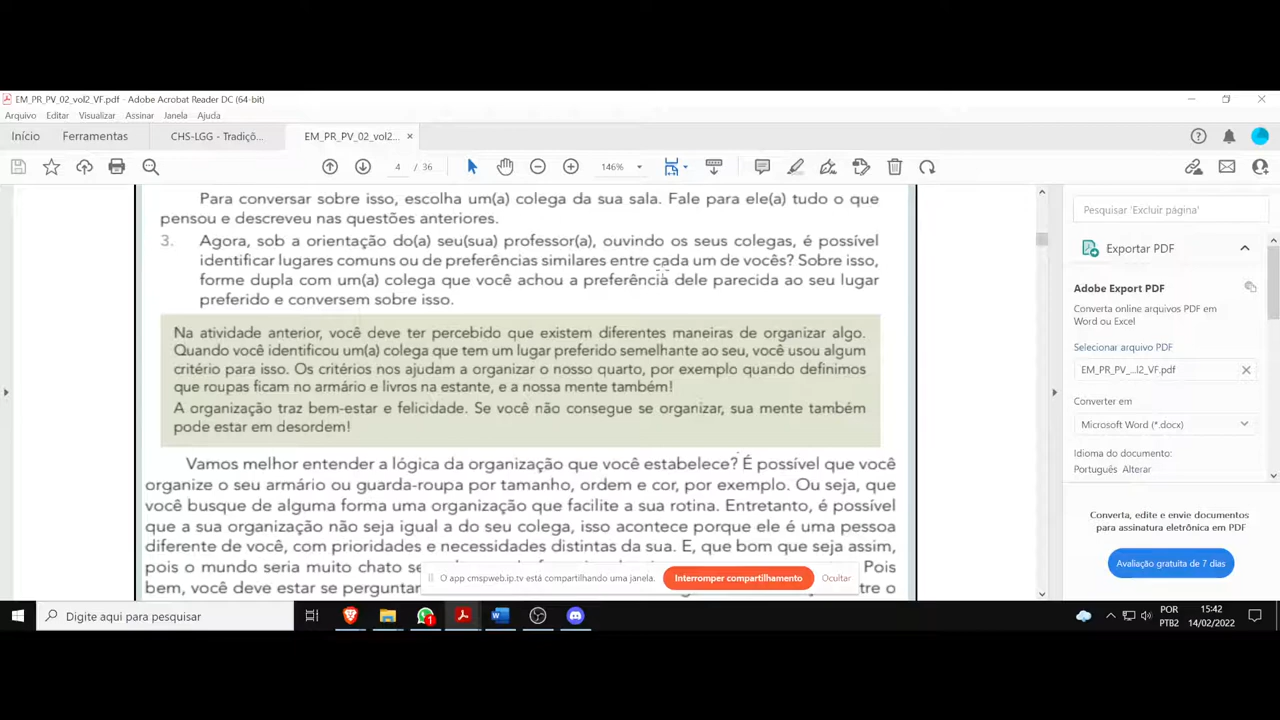 EM_PR_PV_02_vol2_VF.pdf - Adobe Acrobat Reader DC (64-bit)
Arquivo Editar Visualizar Assinar Janela Ajuda
Início Ferramentas CHS-LGG - Tradiçõ... EM_PR_PV_02_vol2... ×
4 / 36 146%
Para conversar sobre isso, escolha um(a) colega da sua sala. Fale para ele(a) tudo o que
pensou e descreveu nas questões anteriores.
3. Agora, sob a orientação do(a) seu(sua) professor(a), ouvindo os seus colegas, é possível
identificar lugares comuns ou de preferências similares entre cada um de vocês? Sobre isso,
forme dupla com um(a) colega que você achou a preferência dele parecida ao seu lugar
preferido e conversem sobre isso.
Na atividade anterior, você deve ter percebido que existem diferentes maneiras de organizar algo.
Quando você identificou um(a) colega que tem um lugar preferido semelhante ao seu, você usou algum
critério para isso. Os critérios nos ajudam a organizar o nosso quarto, por exemplo quando definimos
que roupas ficam no armário e livros na estante, e a nossa mente também!
A organização traz bem-estar e felicidade. Se você não consegue se organizar, sua mente também
pode estar em desordem!
Vamos melhor entender a lógica da organização que você estabelece? É possível que você
organize o seu armário ou guarda-roupa por tamanho, ordem e cor, por exemplo. Ou seja, que
você busque de alguma forma uma organização que facilite a sua rotina. Entretanto, é possível
que a sua organização não seja igual a do seu colega, isso acontece porque ele é uma pessoa
diferente de você, com prioridades e necessidades distintas da sua. E, que bom que seja assim,
pois o mundo seria muito chato se Pois
bem, você deve estar se perguntan tre o
O app cmspweb.ip.tv está compartilhando uma janela. Interromper compartilhamento Ocultar
Pesquisar 'Excluir página'
Exportar PDF
Adobe Export PDF
Converta online arquivos PDF em
Word ou Excel
Selecionar arquivo PDF
EM_PR_PV_...l2_VF.pdf ×
Converter em
Microsoft Word (*.docx)
Idioma do documento:
Português Alterar
Converta, edite e envie documentos
para assinatura eletrônica em PDF
Avaliação gratuita de 7 dias
Digite aqui para pesquisar
1
POR
PTB2
15:42
14/02/2022